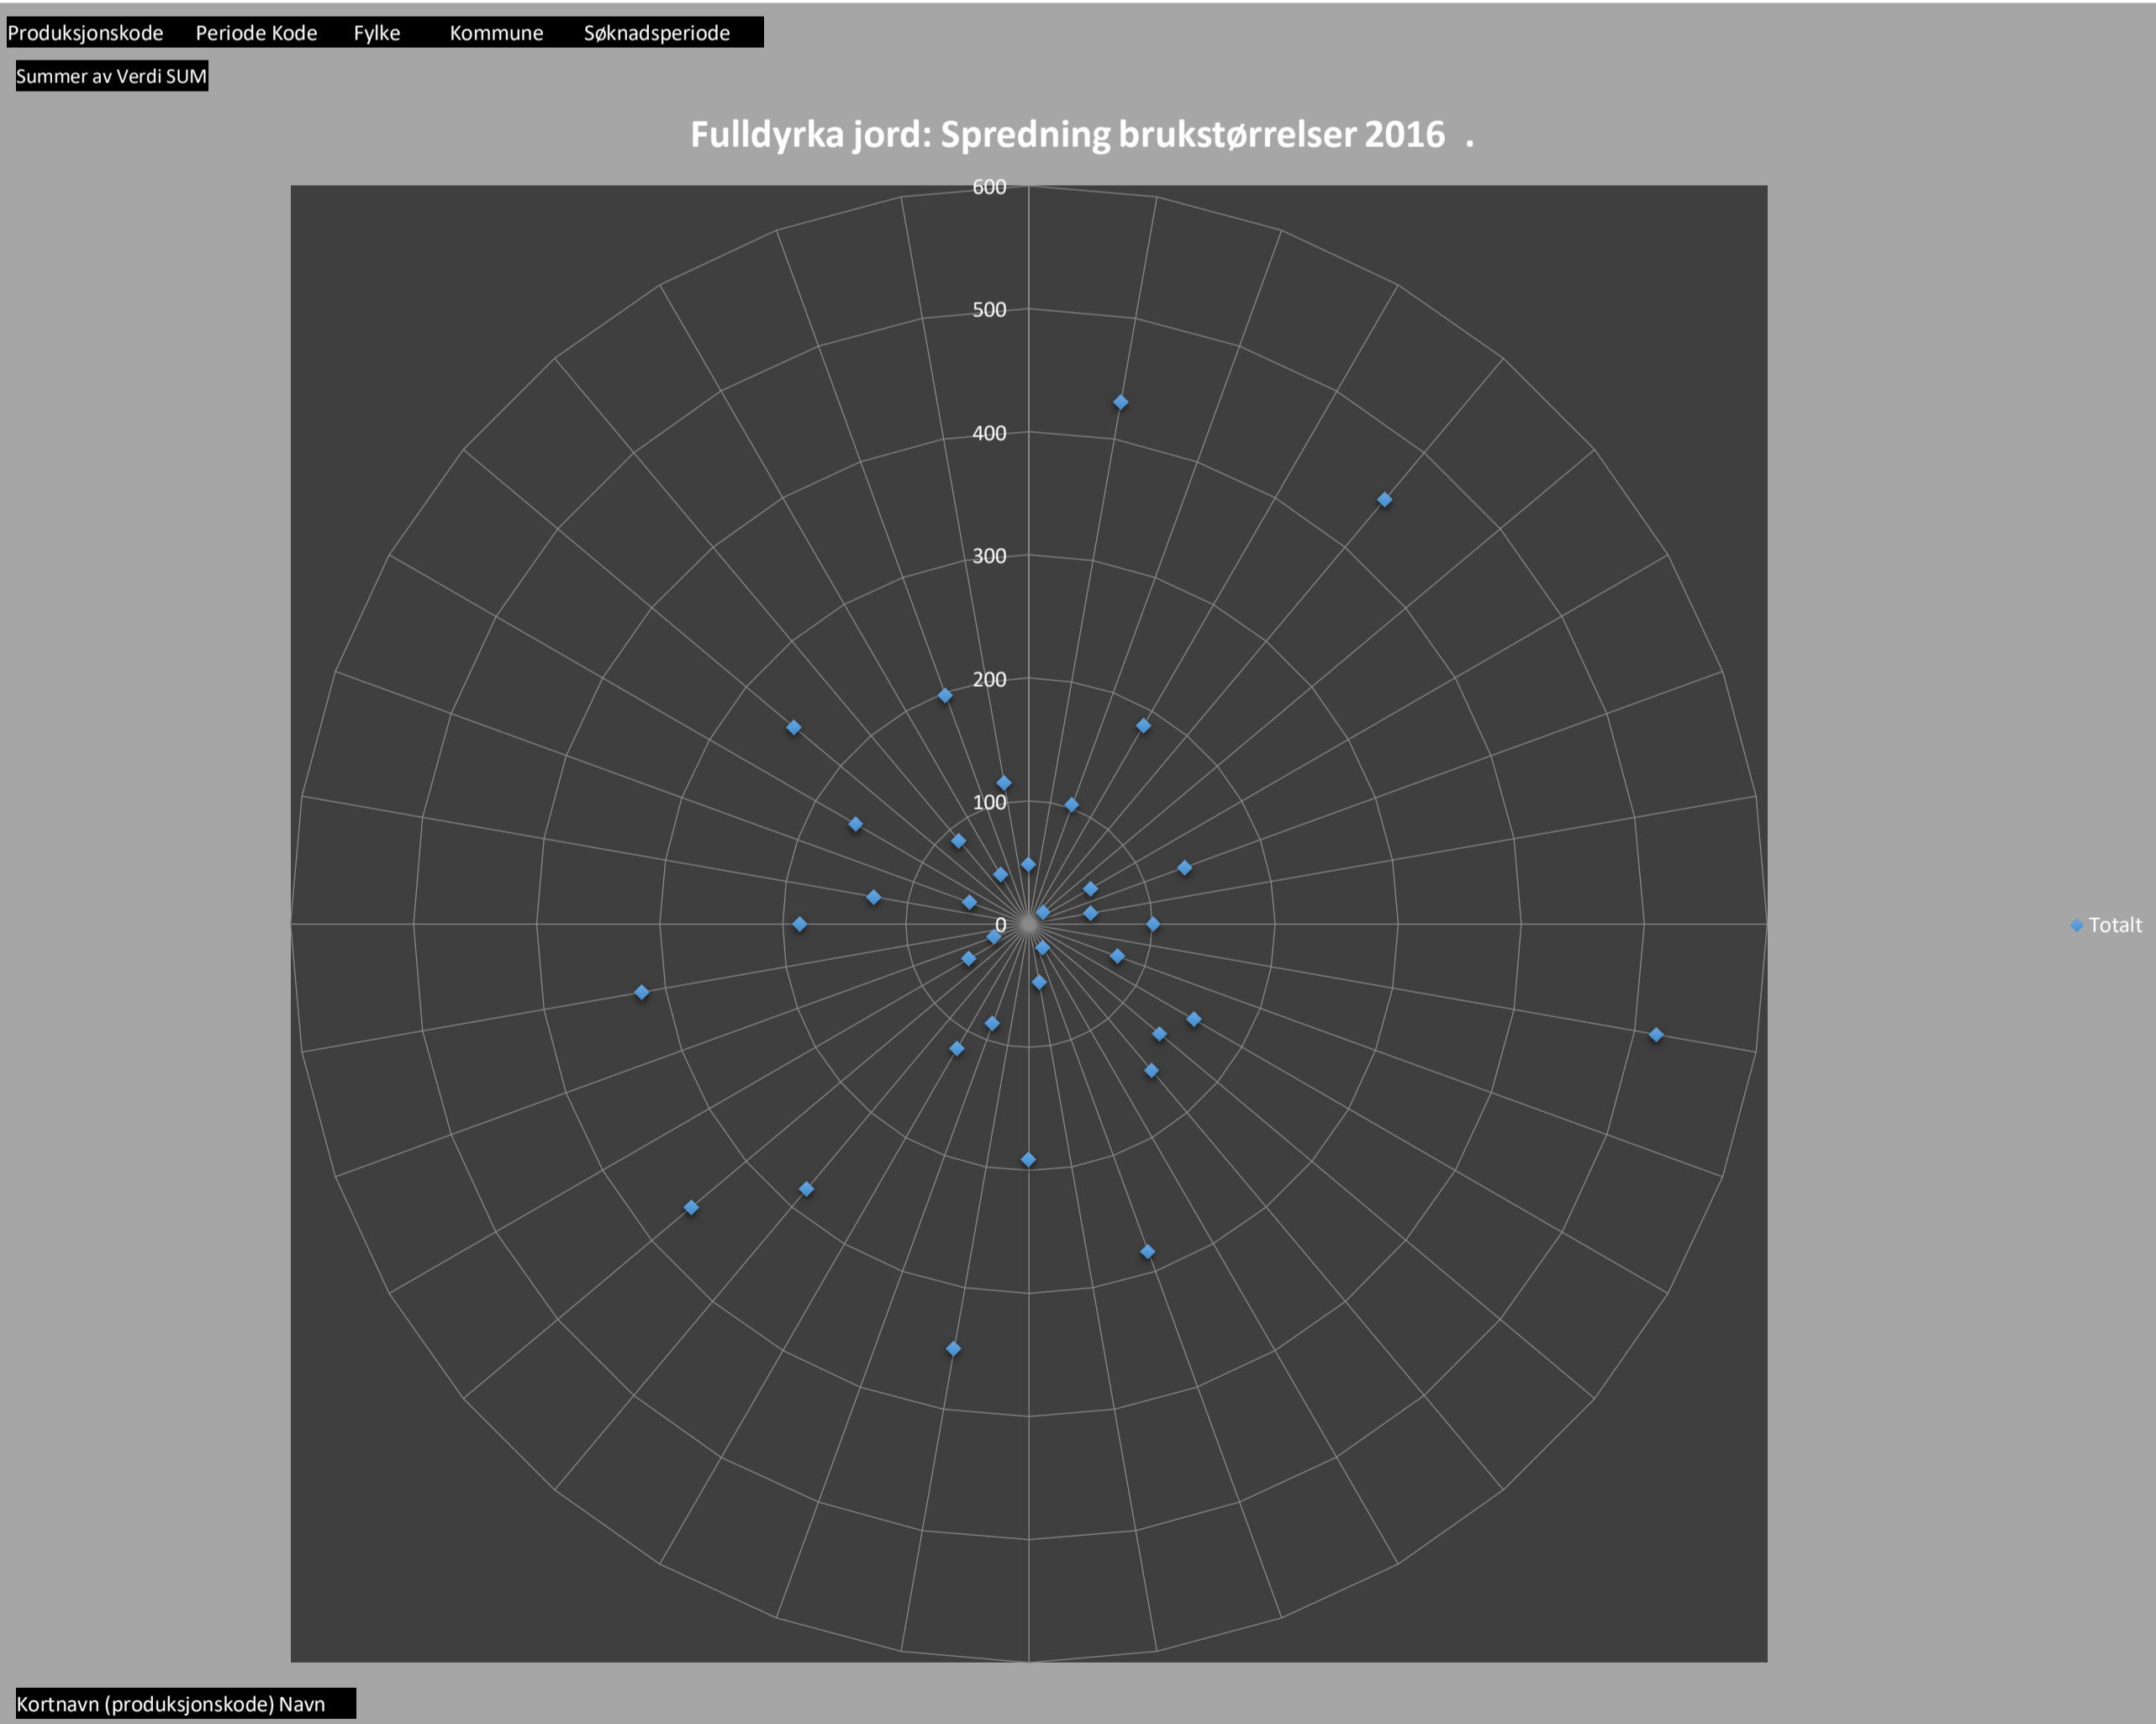 Produksjonskode Periode Kode Fylke Kommune Søknadsperiode
Summer av Verdi SUM
Fulldyrka jord: Spredning brukstørrelser 2016 .
600
500
400
300
200
100
0
Totalt
Kortnavn (produksjonskode) Navn